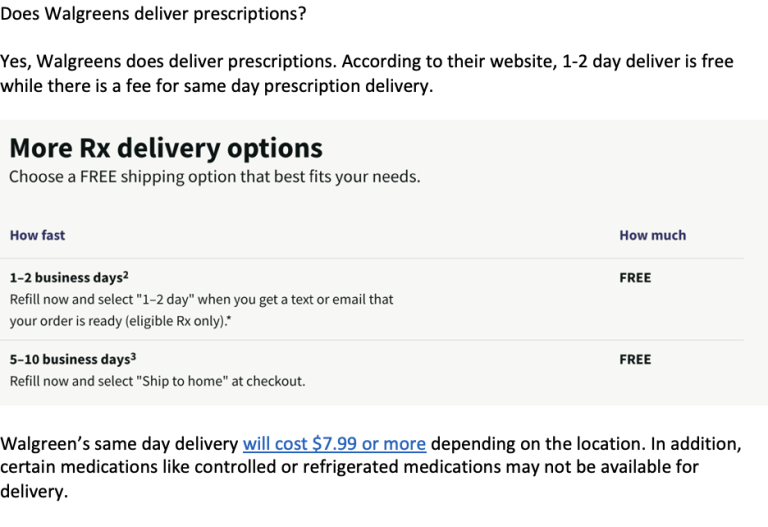 Does Walgreens deliver prescriptions?
Yes, Walgreens does deliver prescriptions. According to their website, 1-2 day deliver is free
while there is a fee for same day prescription delivery.
More Rx delivery options
Choose a FREE shipping option that best fits your needs.
How fast How much
1–2 business days² FREE
Refill now and select "1–2 day" when you get a text or email that
your order is ready (eligible Rx only).*
5–10 business days³ FREE
Refill now and select "Ship to home" at checkout.
Walgreen’s same day delivery will cost $7.99 or more depending on the location. In addition,
certain medications like controlled or refrigerated medications may not be available for
delivery.